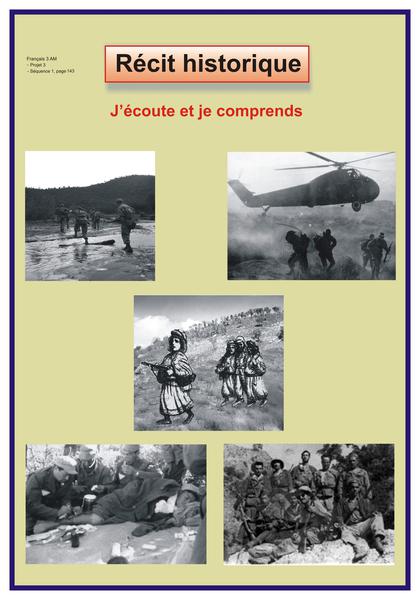 Français 3 AM
- Projet 3
- Séquence 1, page 143
Récit historique
J'écoute et je comprends